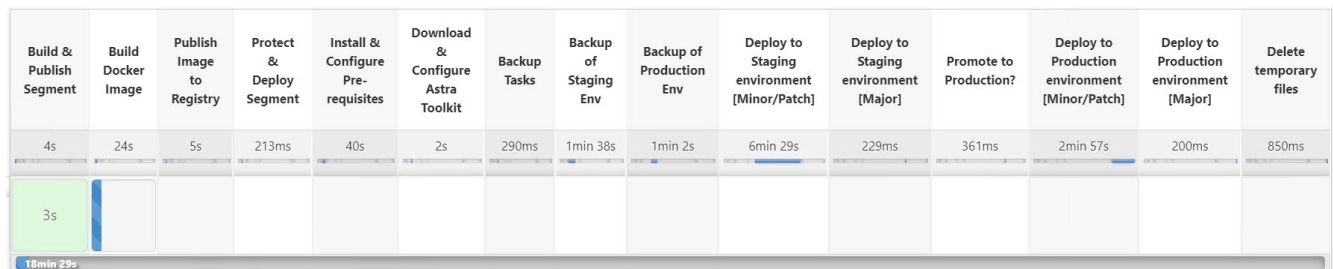 Build &
Publish
Segment
Build
Docker
Image
Publish
Image
to
Registry
Protect
&
Deploy
Segment
Install &
Configure
Pre-
requisites
Download
&
Configure
Astra
Toolkit
Backup
Tasks
Backup
of
Staging
Env
Backup of
Production
Env
Deploy to
Staging
environment
[Minor/Patch]
Deploy to
Staging
environment
[Major]
Promote to
Production?
Deploy to
Production
environment
[Minor/Patch]
Deploy to
Production
environment
[Major]
Delete
temporary
files
4s
24s
5s
213ms
40s
2s
290ms
1min 38s
1min 2s
6min 29s
229ms
361ms
2min 57s
200ms
850ms
3s
18min 29s